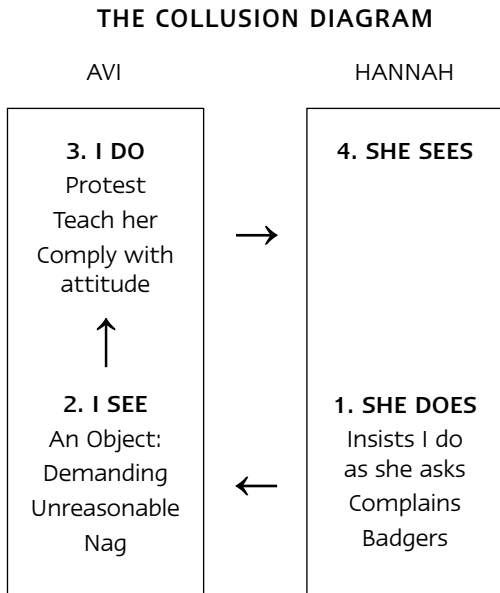 THE COLLUSION DIAGRAM
AVI
HANNAH
3. I DO
Protest
Teach her
Comply with
attitude
4. SHE SEES
2. I SEE
An Object:
Demanding
Unreasonable
Nag
1. SHE DOES
Insists I do
as she asks
Complains
Badgers